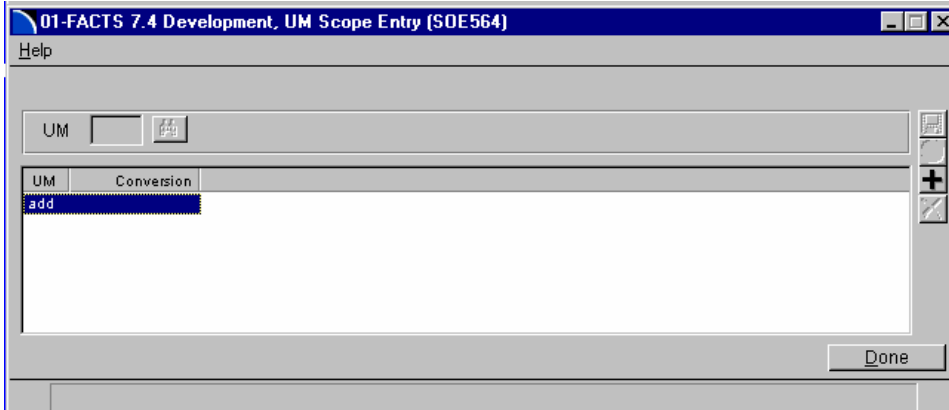 01-FACTS 7.4 Development, UM Scope Entry (SOE564)
Help
UM
UM Conversion
add
Done